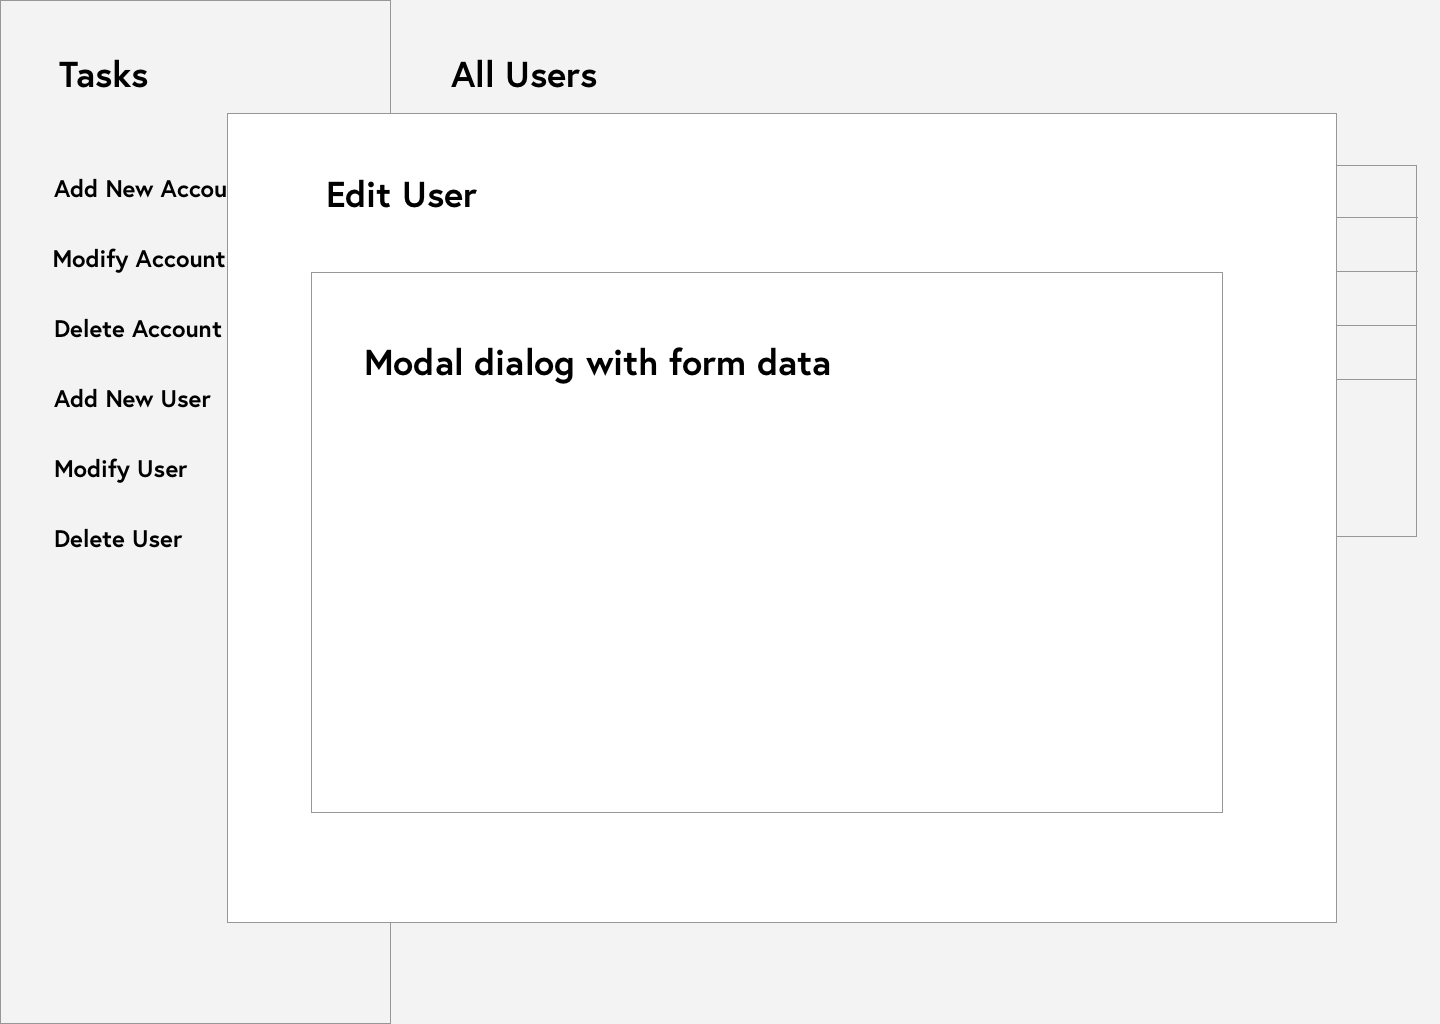 Tasks
All Users
Add New Accou
Modify Account
Delete Account
Add New User
Modify User
Delete User
Edit User
Modal dialog with form data